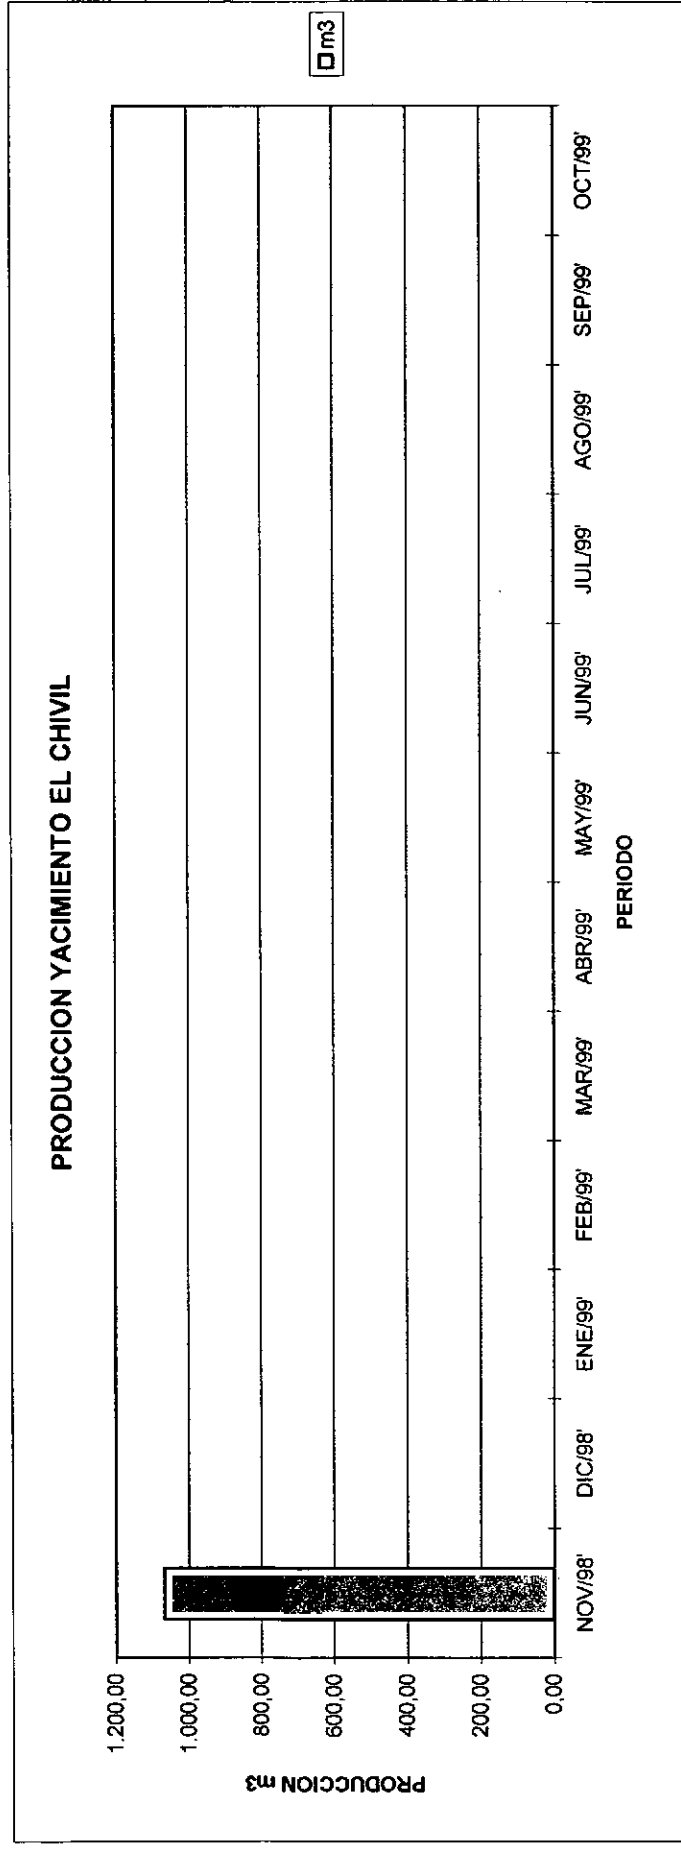 PRODUCCION YACIMIENTO EL CHIVIL
PRODUCCION m3
1.200,00
1.000,00
800,00
600,00
400,00
200,00
0,00
NOV/98'
DIC/98'
ENE/99'
FEB/99'
MAR/99'
ABR/99'
MAY/99'
JUN/99'
JUL/99'
AGO/99'
SEP/99'
OCT/99'
PERIODO
m3